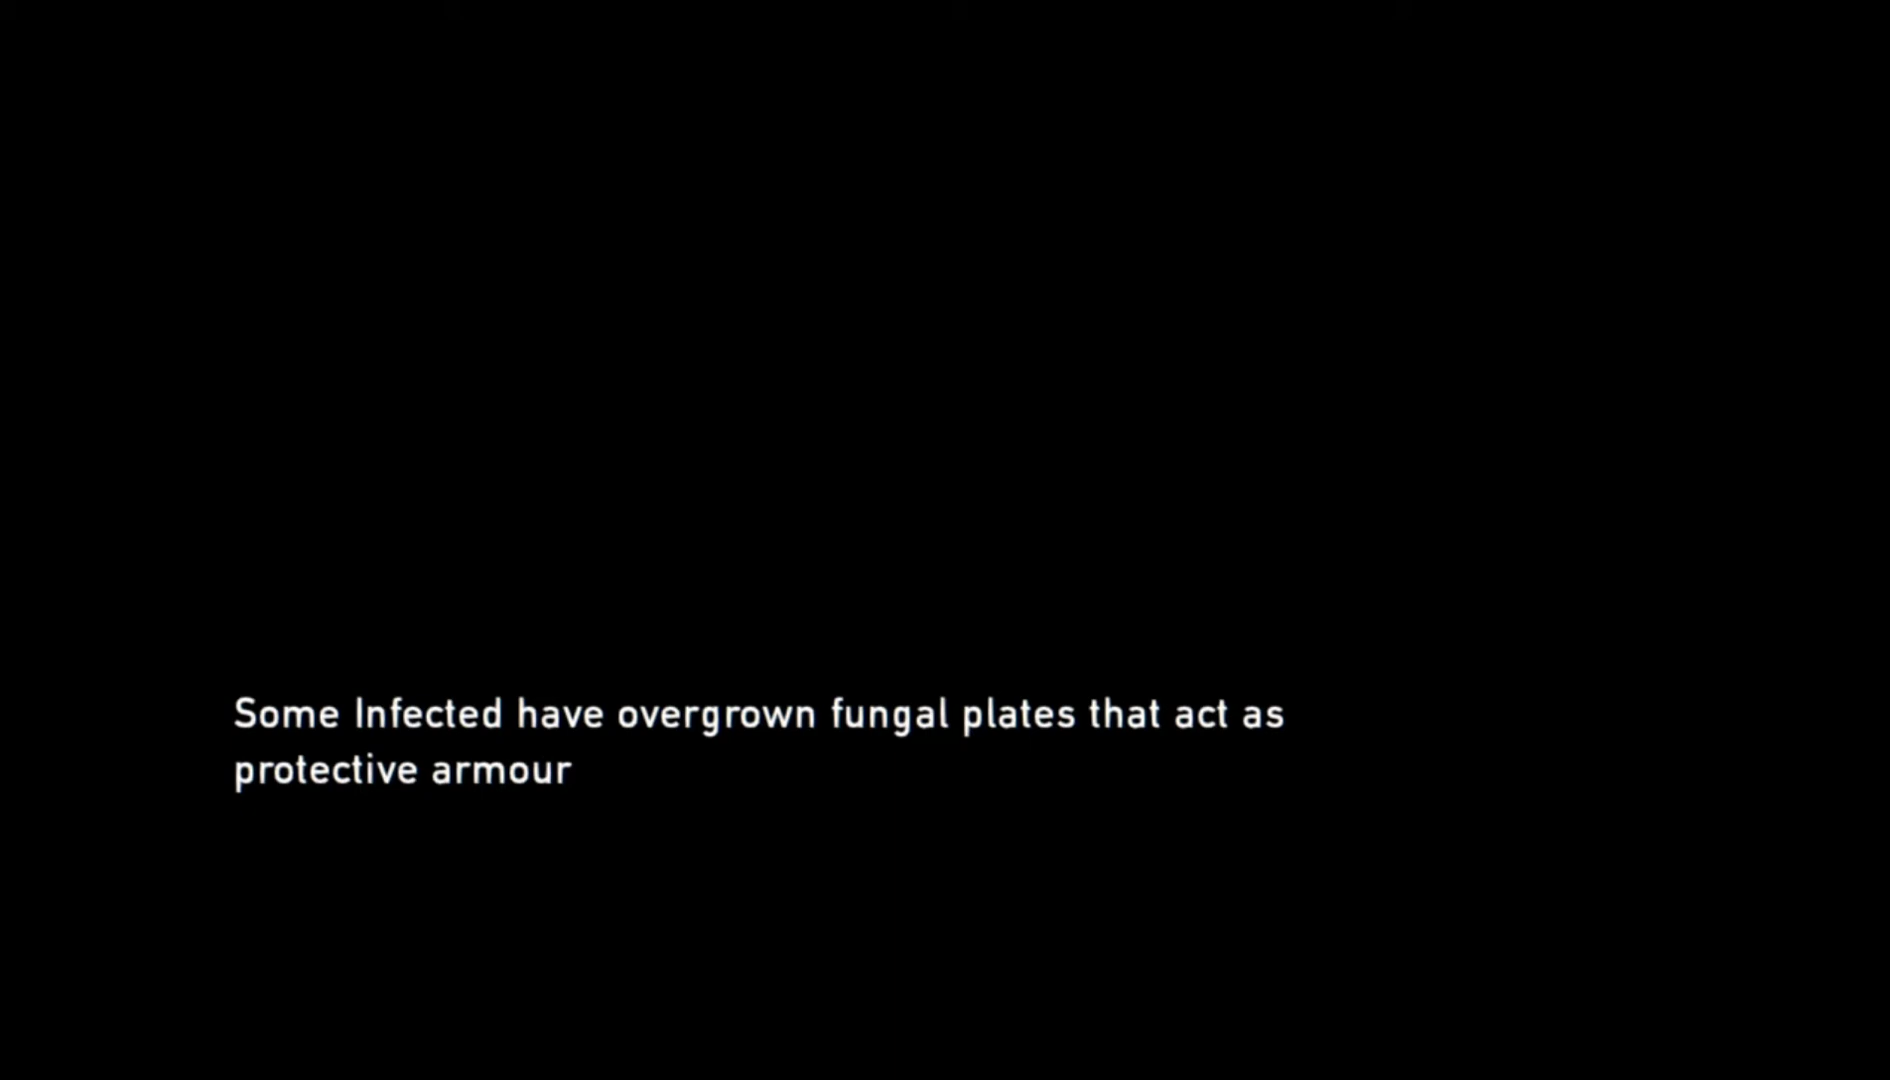 Some Infected have overgrown fungal plates that act as
protective armour